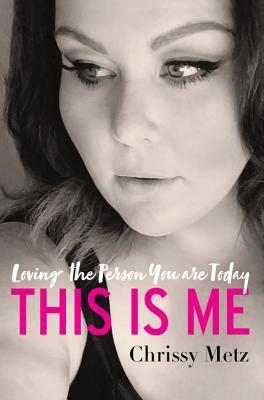 Loving the Person You are Today
THIS IS ME
Chrissy Metz